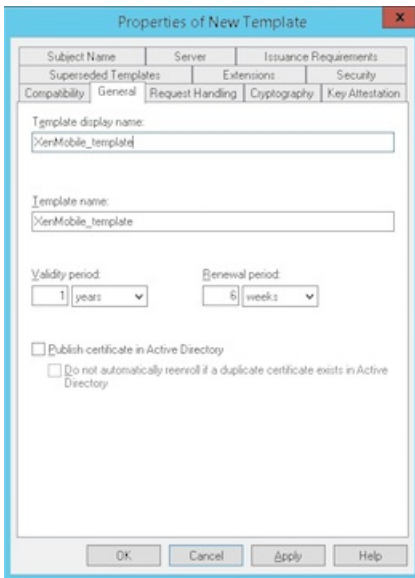 Properties of New Template
x
Subject Name Server Issuance Requirements
Superseded Templates Extensions Security
Compatibility General Request Handling Cryptography Key Attestation
Template display name:
XenMobile_template
Template name:
XenMobile_template
Validity period: Renewal period:
1 years 6 weeks
Publish certificate in Active Directory
Do not automatically reenroll if a duplicate certificate exists in Active
Directory
OK Cancel Apply Help